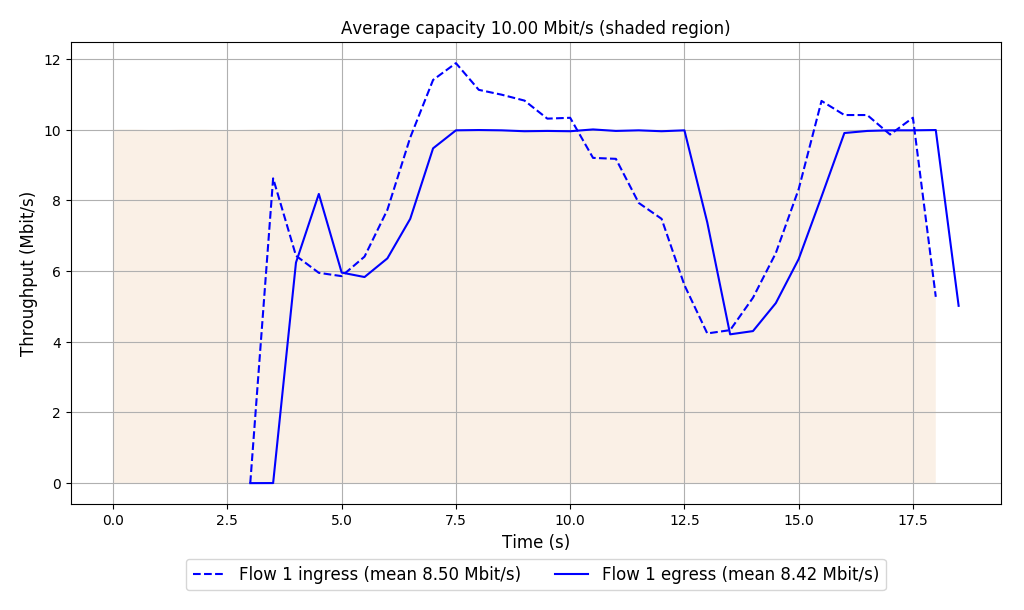 Average capacity 10.00 Mbit/s (shaded region)
Throughput (Mbit/s)
12
10
8
6
4
2
0
0.0 2.5 5.0 7.5 10.0 12.5 15.0 17.5
Time (s)
Flow 1 ingress (mean 8.50 Mbit/s) Flow 1 egress (mean 8.42 Mbit/s)